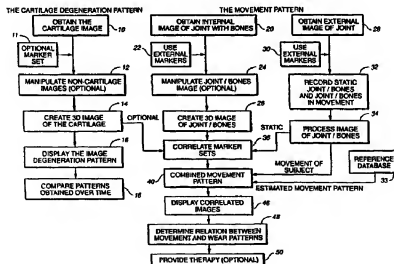 THE CARTILAGE DEGENERATION PATTERN
THE MOVEMENT PATTERN
OBTAIN THE
CARTILAGE IMAGE
10
11
OPTIONAL
MARKER
SET
12
MANIPULATE NON-CARTILAGE
IMAGES (OPTIONAL)
14
CREATE 3D IMAGE
OF THE CARTILAGE
OPTIONAL
16
DISPLAY THE IMAGE
DEGENERATION PATTERN
COMPARE PATTERNS
OBTAINED OVER TIME
OBTAIN INTERNAL
IMAGE OF
JOINT WITH BONES
20
22
USE
EXTERNAL
MARKERS
24
MANIPULATE JOINT / BONES
IMAGE (OPTIONAL)
CREATE 3D IMAGE OF
JOINT / BONES
OBTAIN EXTERNAL
IMAGE OF JOINT
30
USE
EXTERNAL
MARKERS
32
RECORD STATIC
JOINT / BONES
AND JOINT / BONES
IN MOVEMENT
34
PROCESS IMAGE OF
JOINT / BONES
STATIC
CORRELATE MARKER
SETS
MOVEMENT OF
SUBJECT
REFERENCE
DATABASE
33
40
COMBINED MOVEMENT
PATTERN
ESTIMATED MOVEMENT PATTERN
DISPLAY CORRELATED
IMAGES
DETERMINE RELATION BETWEEN
MOVEMENT AND WEAR PATTERNS
50
PROVIDE THERAPY (OPTIONAL)